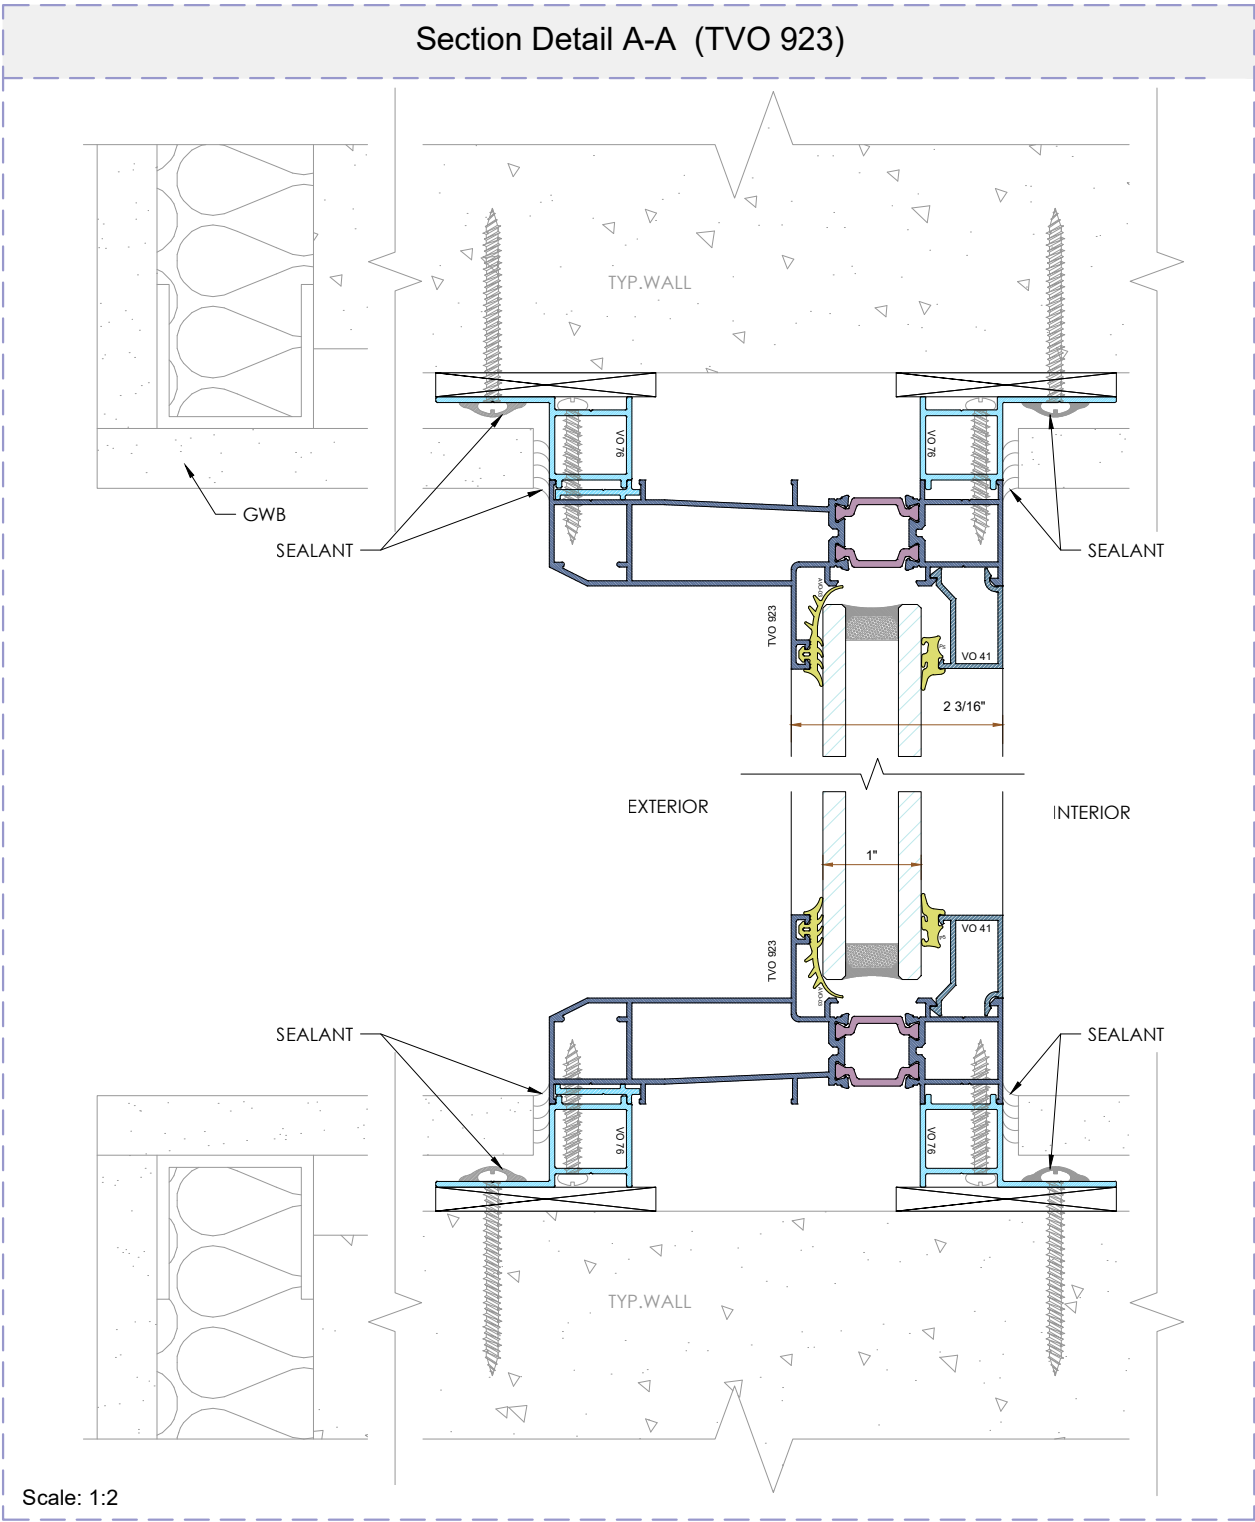 Section Detail A-A (TVO 923)
TYP.WALL
VO 76
VO 76
GWB
SEALANT
SEALANT
TVO 923
VO 41
2 3/16"
EXTERIOR
INTERIOR
1"
TVO 923
VO 41
SEALANT
SEALANT
VO 76
VO 76
TYP.WALL
Scale: 1:2